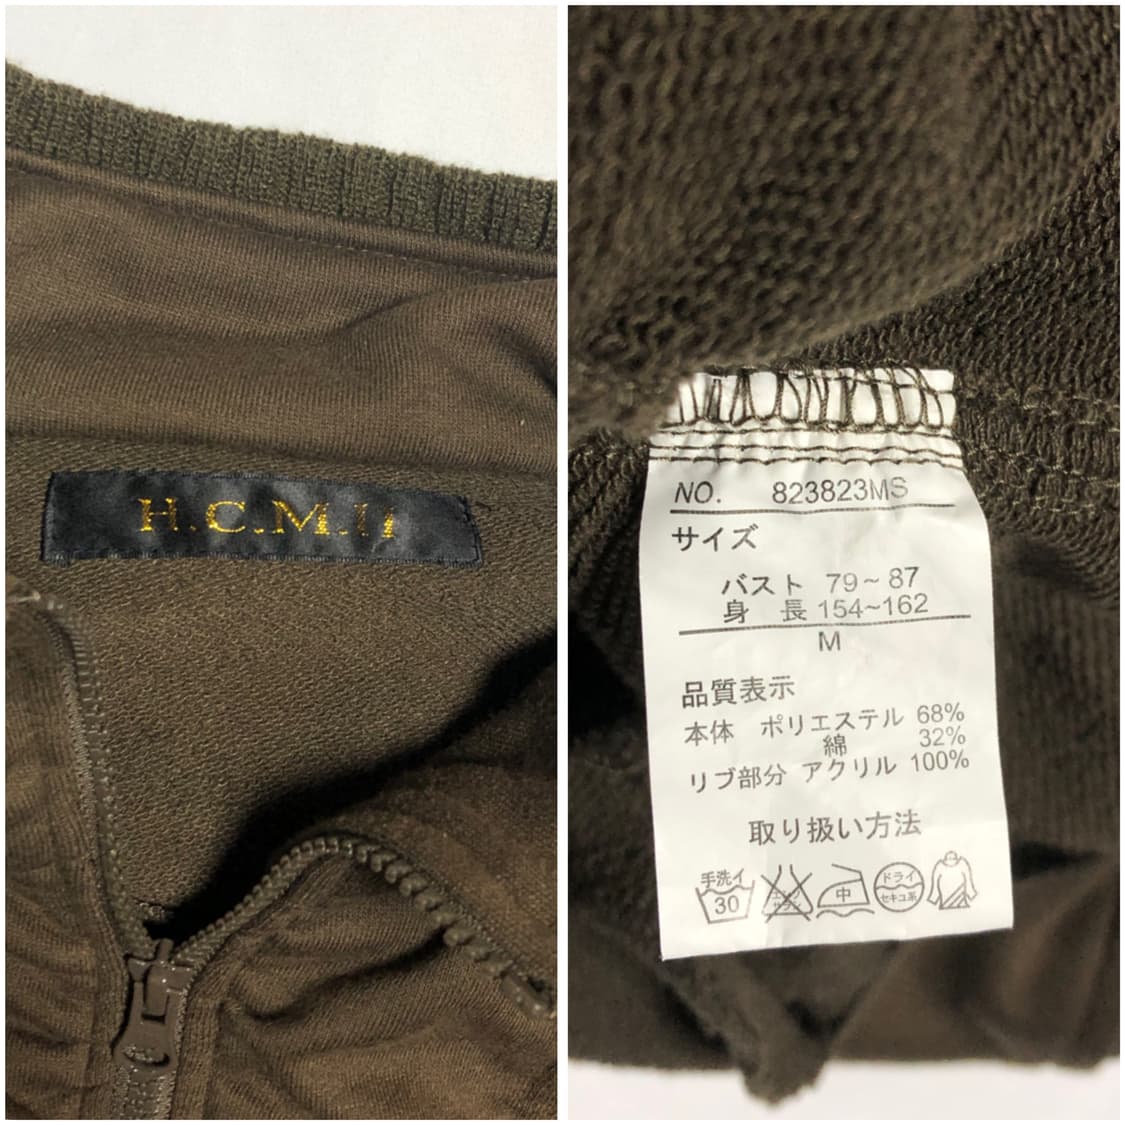 H.C.M.II
NO. 823823MS
サイズ
バスト 79～87
身 長 154～162
M
品質表示
本体 ポリエステル 68%
綿 32%
リブ部分 アクリル 100%
取り扱い方法
手洗イ
30
中
ドライ
セキユ系